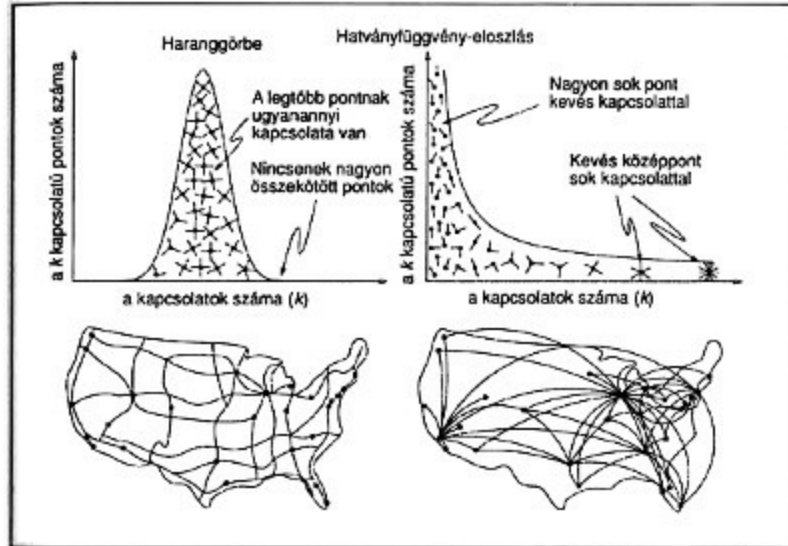 Haranggörbe
a k kapcsolatú pontok száma
A legtöbb pontnak
ugyanannyi
kapcsolata van
Nincsenek nagyon
összekötött pontok
a kapcsolatok száma (k)
Hatványfüggvény-eloszlás
a k kapcsolatú pontok száma
Nagyon sok pont
kevés kapcsolattal
Kevés középpont
sok kapcsolattal
a kapcsolatok száma (k)